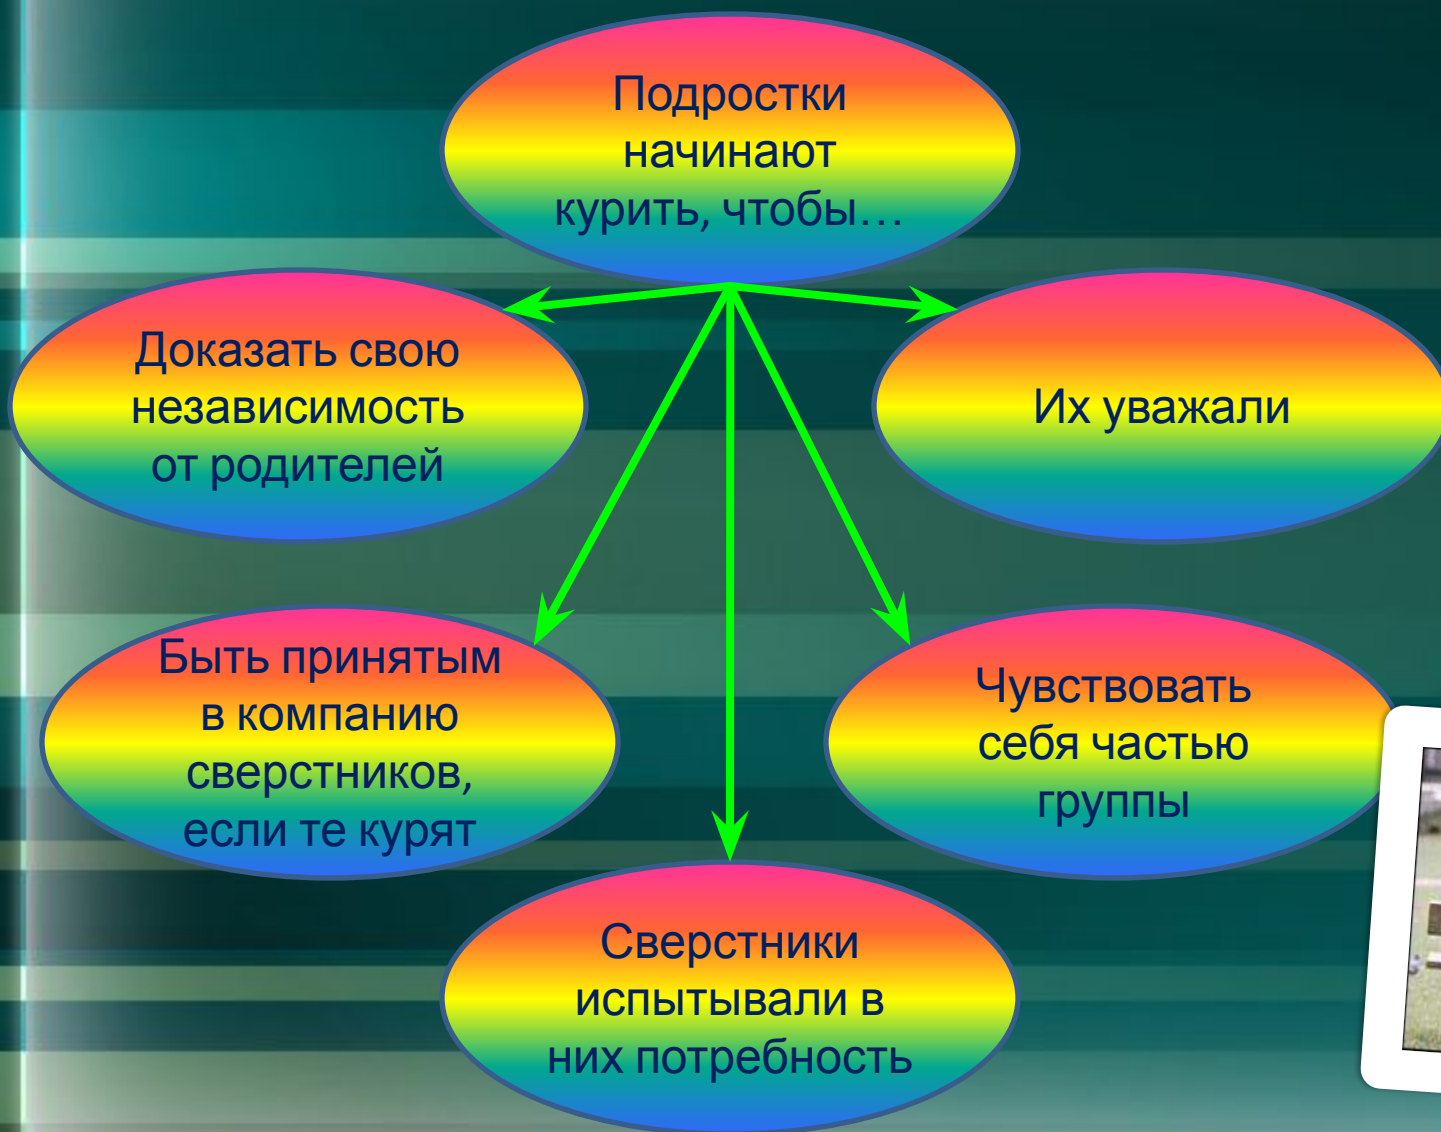 Подростки
начинают
курить, чтобы…
Доказать свою
независимость
от родителей
Их уважали
Быть принятым
в компанию
сверстников,
если те курят
Чувствовать
себя частью
группы
Сверстники
испытывали в
них потребность